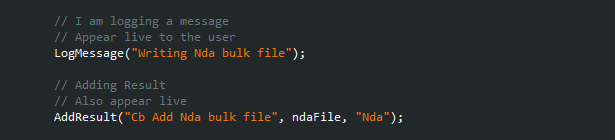 // I am logging a message
// Appear live to the user
LogMessage("Writing Nda bulk file");
// Adding Result
// Also appear live
AddResult("Cb Add Nda bulk file", ndaFile, "Nda");